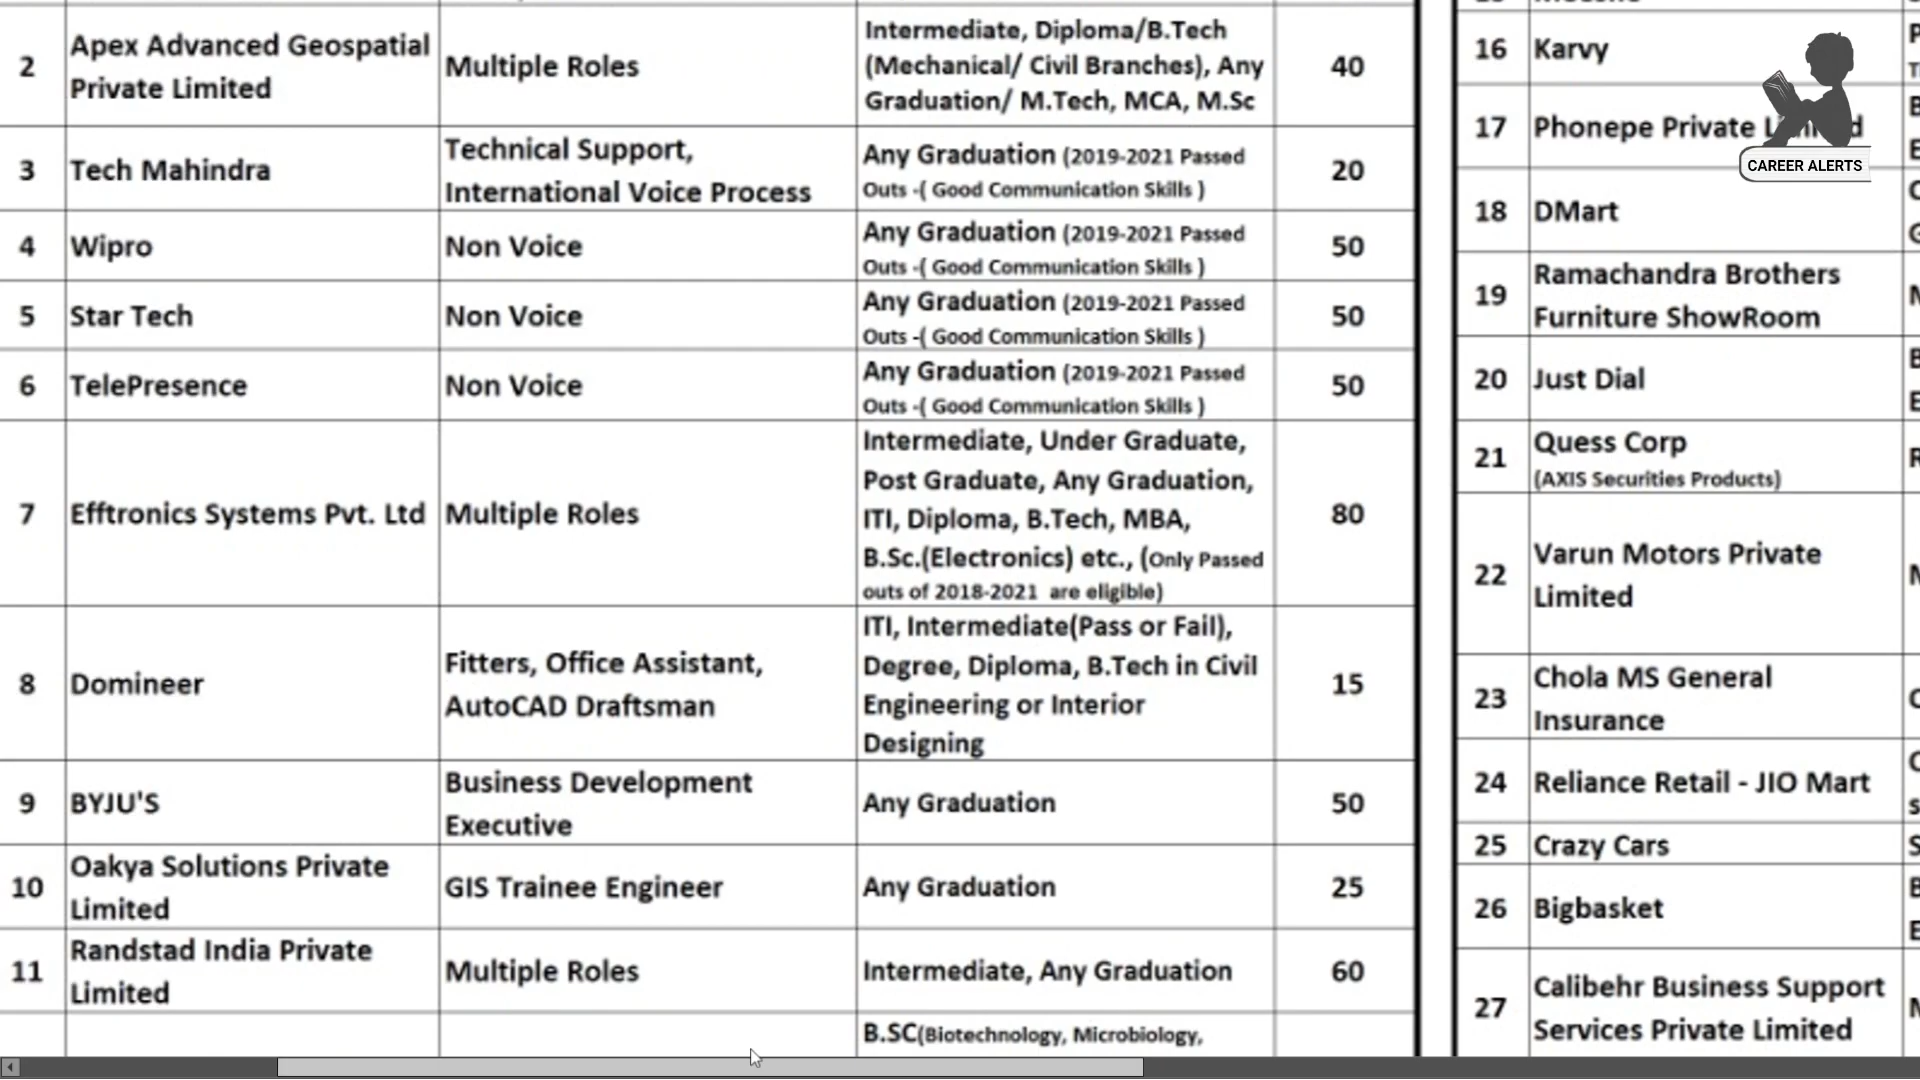 2
Apex Advanced Geospatial
Private Limited
Multiple Roles
Intermediate, Diploma/B.Tech
(Mechanical/ Civil Branches), Any
Graduation/ M.Tech, MCA, M.Sc
40
3
Tech Mahindra
Technical Support,
International Voice Process
Any Graduation (2019-2021 Passed
Outs -( Good Communication Skills )
20
4
Wipro
Non Voice
Any Graduation (2019-2021 Passed
Outs -( Good Communication Skills )
50
5
Star Tech
Non Voice
Any Graduation (2019-2021 Passed
Outs -( Good Communication Skills )
50
6
TelePresence
Non Voice
Any Graduation (2019-2021 Passed
Outs -( Good Communication Skills )
50
7
Efftronics Systems Pvt. Ltd
Multiple Roles
Intermediate, Under Graduate,
Post Graduate, Any Graduation,
ITI, Diploma, B.Tech, MBA,
B.Sc.(Electronics) etc., (Only Passed
outs of 2018-2021 are eligible)
80
8
Domineer
Fitters, Office Assistant,
AutoCAD Draftsman
ITI, Intermediate(Pass or Fail),
Degree, Diploma, B.Tech in Civil
Engineering or Interior
Designing
15
9
BYJU'S
Business Development
Executive
Any Graduation
50
10
Oakya Solutions Private
Limited
GIS Trainee Engineer
Any Graduation
25
11
Randstad India Private
Limited
Multiple Roles
Intermediate, Any Graduation
60
B.SC(Biotechnology, Microbiology,
16
Karvy
17
Phonepe Private
CAREER ALERTS
18
DMart
19
Ramachandra Brothers
Furniture ShowRoom
20
Just Dial
21
Quess Corp
(AXIS Securities Products)
22
Varun Motors Private
Limited
23
Chola MS General
Insurance
24
Reliance Retail - JIO Mart
25
Crazy Cars
26
Bigbasket
27
Calibehr Business Support
Services Private Limited